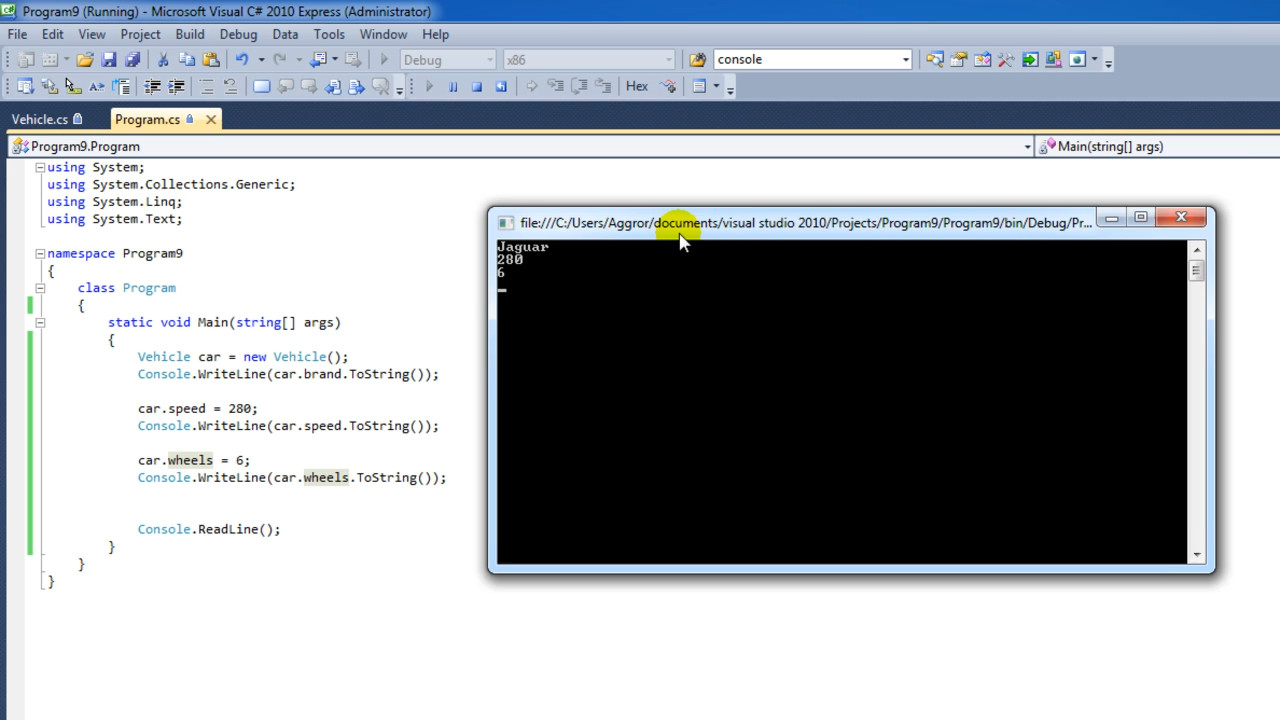 Program9 (Running) - Microsoft Visual C# 2010 Express (Administrator)
File Edit View Project Build Debug Data Tools Window Help
Debug x86 console
Hex
Vehicle.cs Program.cs
Program9.Program Main(string[] args)
using System;
using System.Collections.Generic;
using System.Linq;
using System.Text;
namespace Program9
{
class Program
{
static void Main(string[] args)
{
Vehicle car = new Vehicle();
Console.WriteLine(car.brand.ToString());
car.speed = 280;
Console.WriteLine(car.speed.ToString());
car.wheels = 6;
Console.WriteLine(car.wheels.ToString());
Console.ReadLine();
}
}
}
file:///C:/Users/Aggror/documents/visual studio 2010/Projects/Program9/Program9/bin/Debug/Pr...
Jaguar
280
6